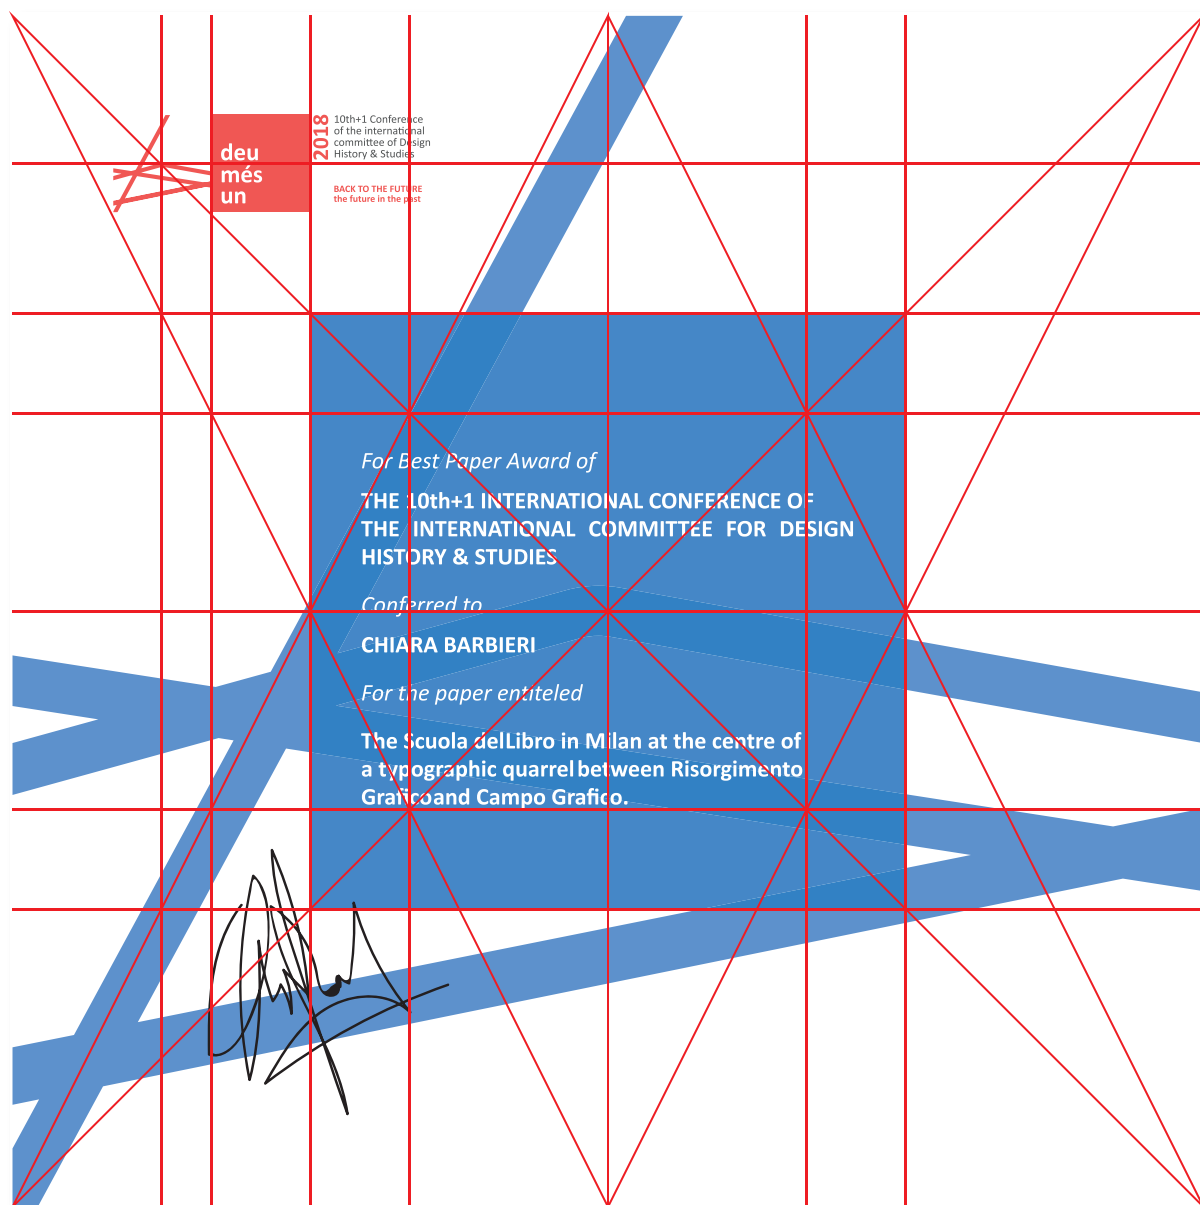 deu
més
un
2018
10th+1 Conference
of the international
committee of Design
History & Studies
BACK TO THE FUTURE
the future in the past
For Best Paper Award of
THE 10th+1 INTERNATIONAL CONFERENCE OF
THE INTERNATIONAL COMMITTEE FOR DESIGN
HISTORY & STUDIES
Conferred to
CHIARA BARBIERI
For the paper entiteled
The Scuola delLibro in Milan at the centre of
a typographic quarrel between Risorgimento
Graficoand Campo Grafico.